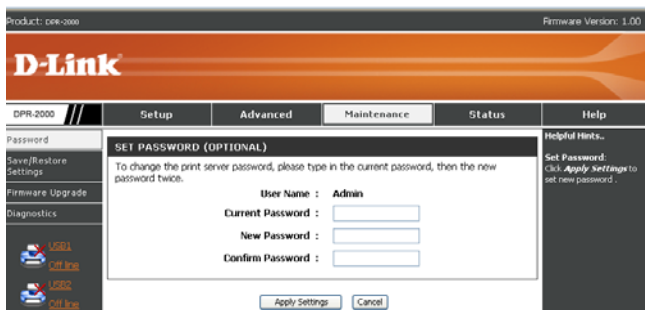 Product: DPR-2000
Firmware Version: 1.00
D-Link
DPR-2000
Setup
Advanced
Maintenance
Status
Help
Password
Save/Restore
Settings
Firmware Upgrade
Diagnostics
USB1
Off line
USB2
Off line
SET PASSWORD (OPTIONAL)
To change the print server password, please type in the current password, then the new
password twice.
User Name : Admin
Current Password :
New Password :
Confirm Password :
Apply Settings
Cancel
Helpful Hints..
Set Password:
Click Apply Settings to
set new password .